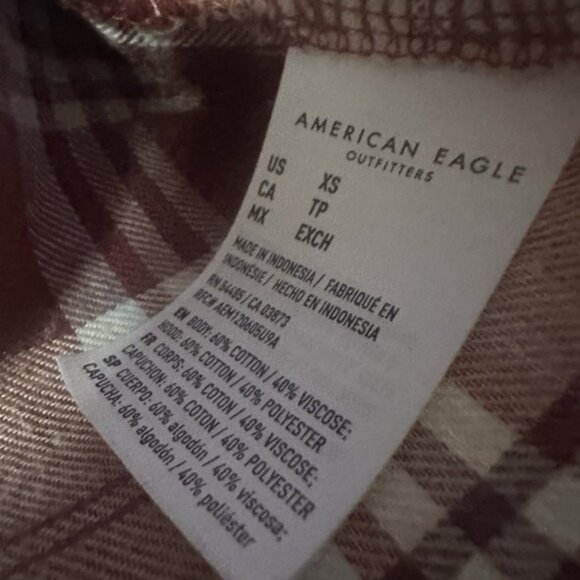 AMERICAN EAGLE
OUTFITTERS
US XS
CA TP
MX EXCH
MADE IN INDONESIA / FABRIQUÉ EN
INDONÉSIE / HECHO EN INDONESIA
RN 54485 / CA 03873
RFC# AEM120605U9A
EN BODY: 60% COTTON / 40% VISCOSE;
HOOD: 60% COTTON / 40% POLYESTER
FR CORPS: 60% COTON / 40% VISCOSE;
CAPUCHON: 60% COTON / 40% POLYESTER
SP CUERPO: 60% algodón / 40% viscosa;
CAPUCHA: 60% algodón / 40% poliéster